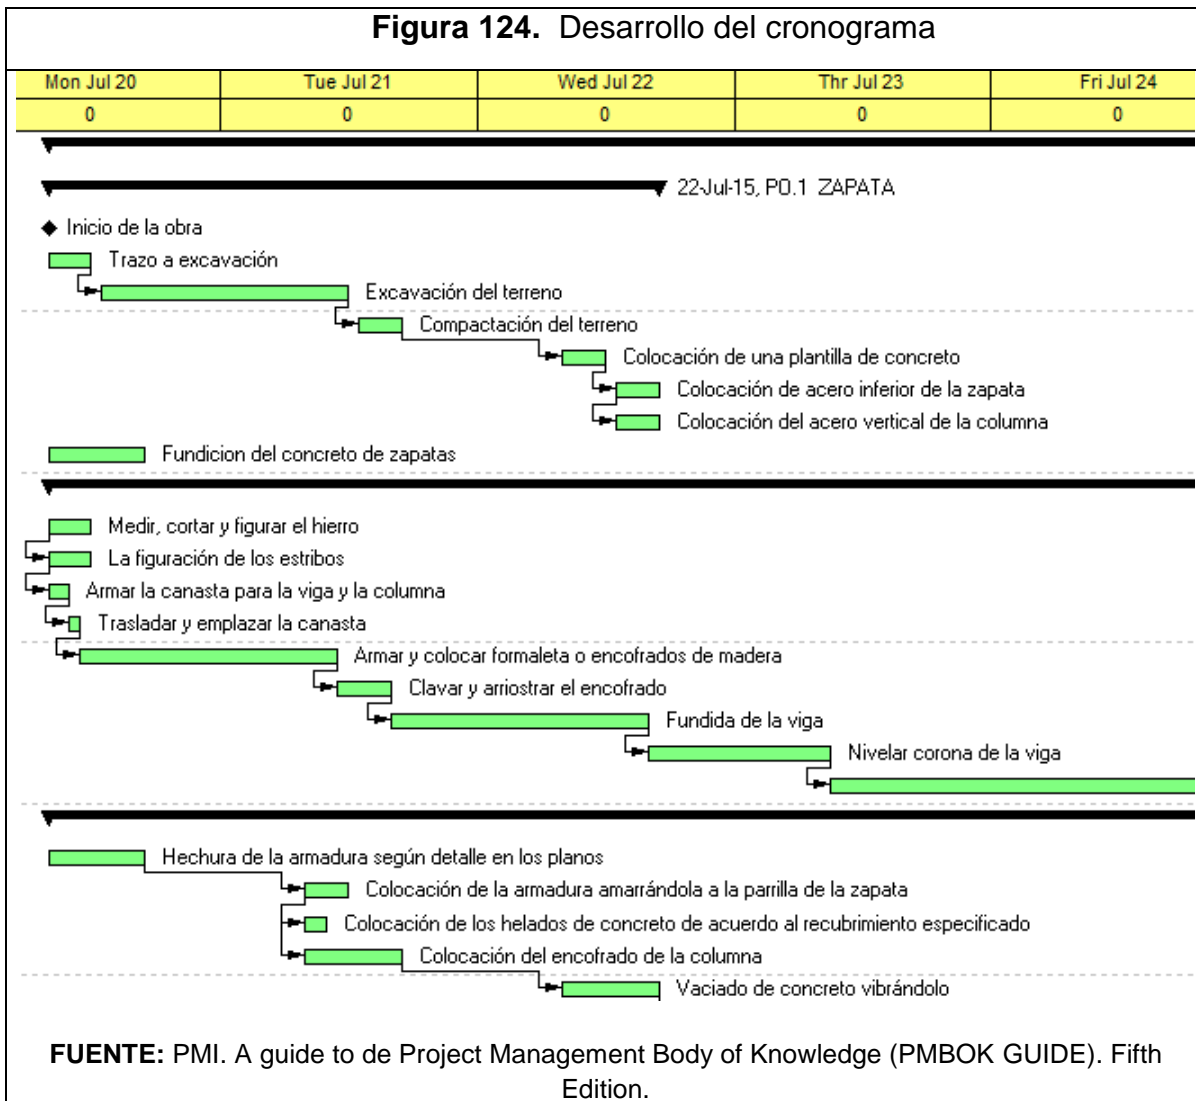 Figura 124. Desarrollo del cronograma
Mon Jul 20 Tue Jul 21 Wed Jul 22 Thr Jul 23 Fri Jul 24
0 0 0 0 0
22-Jul-15, PO.1 ZAPATA
Inicio de la obra
Trazo a excavación
Excavación del terreno
Compactación del terreno
Colocación de una plantilla de concreto
Colocación de acero inferior de la zapata
Colocación del acero vertical de la columna
Fundicion del concreto de zapatas
Medir, cortar y figurar el hierro
La figuración de los estribos
Armar la canasta para la viga y la columna
Trasladar y emplazar la canasta
Armar y colocar formaleta o encofrados de madera
Clavar y arriostrar el encofrado
Fundida de la viga
Nivelar corona de la viga
Hechura de la armadura según detalle en los planos
Colocación de la armadura amarrándola a la parrilla de la zapata
Colocación de los helados de concreto de acuerdo al recubrimiento especificado
Colocación del encofrado de la columna
Vaciado de concreto vibrándolo
FUENTE: PMI. A guide to de Project Management Body of Knowledge (PMBOK GUIDE). Fifth
Edition.